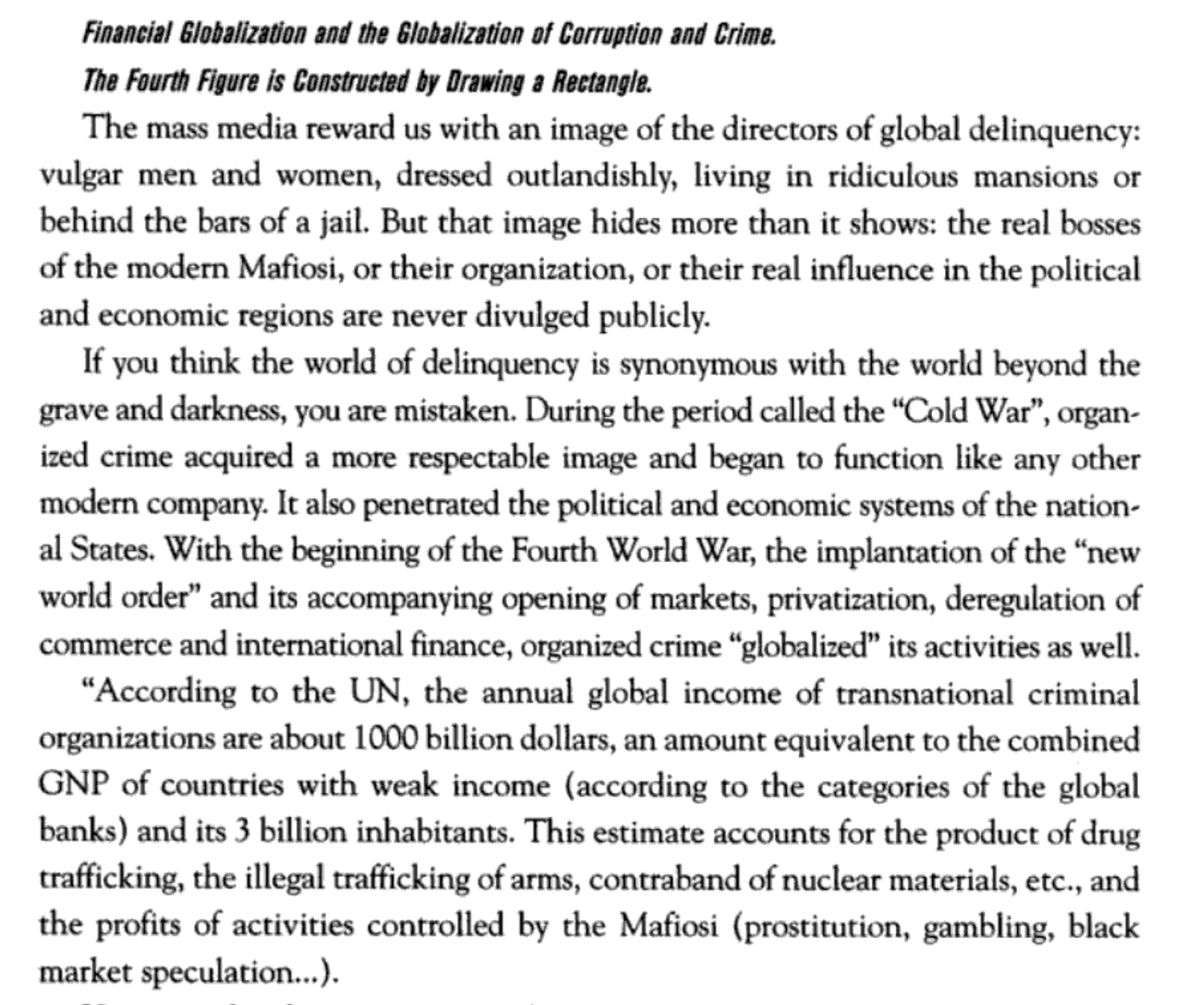 Financial Globalization and the Globalization of Corruption and Crime.
The Fourth Figure is Constructed by Drawing a Rectangle.
The mass media reward us with an image of the directors of global delinquency:
vulgar men and women, dressed outlandishly, living in ridiculous mansions or
behind the bars of a jail. But that image hides more than it shows: the real bosses
of the modern Mafiosi, or their organization, or their real influence in the political
and economic regions are never divulged publicly.
If you think the world of delinquency is synonymous with the world beyond the
grave and darkness, you are mistaken. During the period called the “Cold War”, organ-
ized crime acquired a more respectable image and began to function like any other
modern company. It also penetrated the political and economic systems of the nation-
al States. With the beginning of the Fourth World War, the implantation of the “new
world order” and its accompanying opening of markets, privatization, deregulation of
commerce and international finance, organized crime “globalized” its activities as well.
“According to the UN, the annual global income of transnational criminal
organizations are about 1000 billion dollars, an amount equivalent to the combined
GNP of countries with weak income (according to the categories of the global
banks) and its 3 billion inhabitants. This estimate accounts for the product of drug
trafficking, the illegal trafficking of arms, contraband of nuclear materials, etc., and
the profits of activities controlled by the Mafiosi (prostitution, gambling, black
market speculation...).